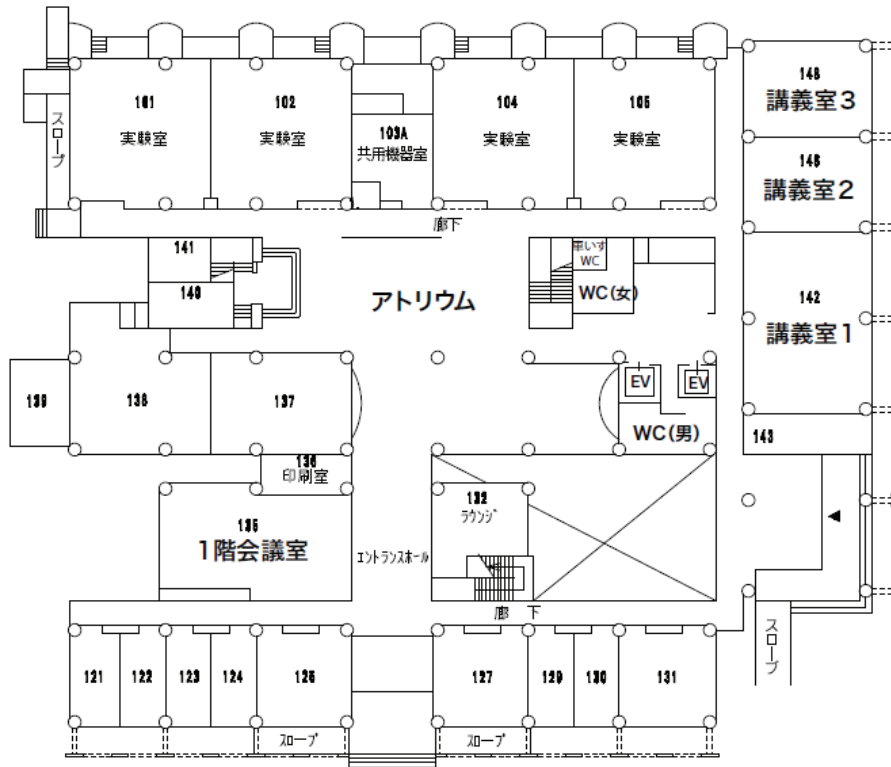 スロープ
101
実験室
102
実験室
103A
共用機器室
104
実験室
105
実験室
148
講義室3
146
講義室2
廊下
141
140
アトリウム
車いす
WC
WC(女)
142
講義室1
139
138
137
EV
EV
WC(男)
143
136
印刷室
135
1階会議室
エントランスホール
132
ラウンジ
廊 下
スロープ
121
122
123
124
127
129
130
131
スロープ
スロープ